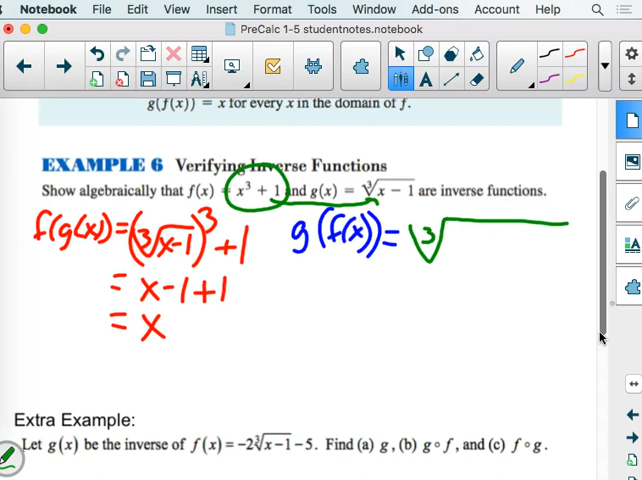 Notebook File Edit Format Tools Window Add-ons Account Help
PreCalc 1-5 studentnotes.notebook
g(f(x)) = x for every x in the domain of f.
EXAMPLE 6 Verifying Inverse Functions
Show algebraically that f(x) = x³ + 1 and g(x) = ∛x − 1 are inverse functions.
f(g(x)) = (∛x-1)³ + 1
g(f(x)) = ∛
= x-1+1
= x
Extra Example:
Let g(x) be the inverse of f(x) = −2∛x−1 −5. Find (a) g, (b) g∘f, and (c) f∘g.